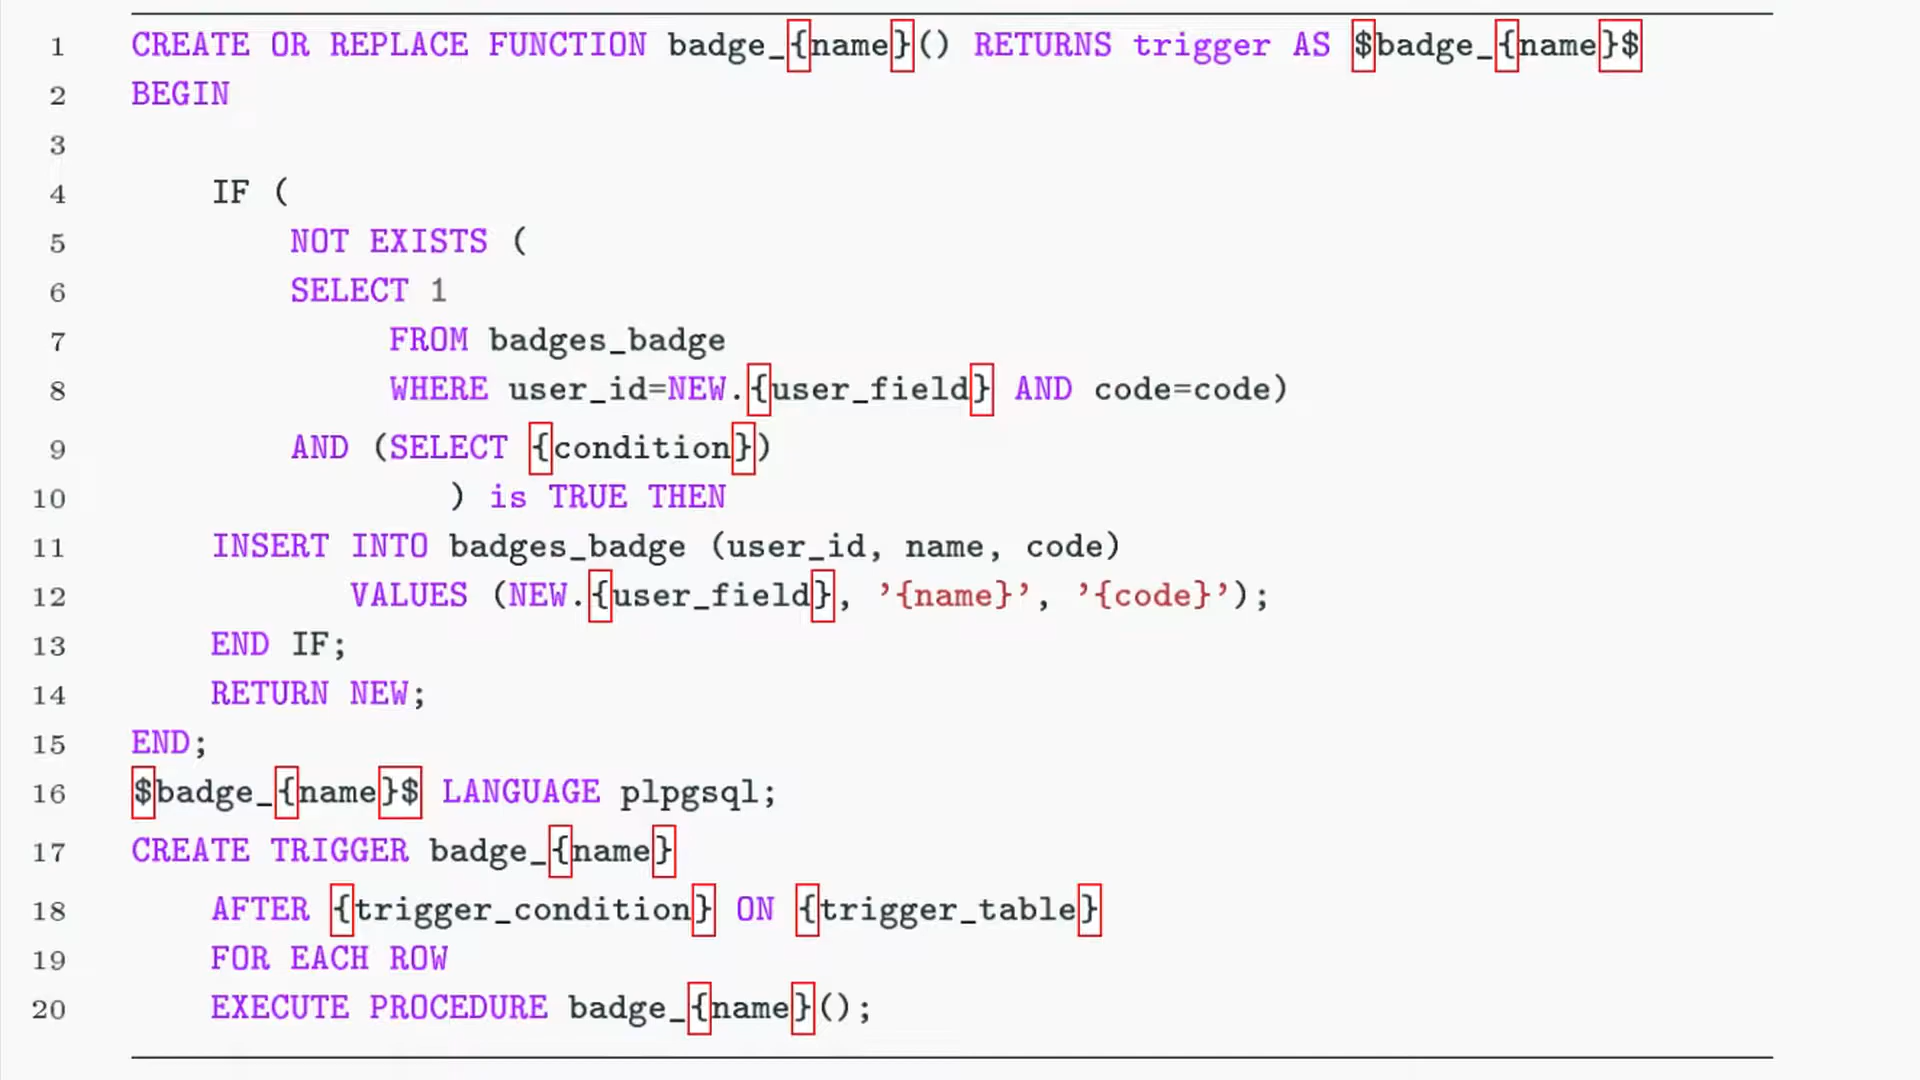 1 CREATE OR REPLACE FUNCTION badge_{name}() RETURNS trigger AS $badge_{name}$
2 BEGIN
3
4 IF (
5 NOT EXISTS (
6 SELECT 1
7 FROM badges_badge
8 WHERE user_id=NEW.{user_field} AND code=code)
9 AND (SELECT {condition})
10 ) is TRUE THEN
11 INSERT INTO badges_badge (user_id, name, code)
12 VALUES (NEW.{user_field}, ’{name}’, ’{code}’);
13 END IF;
14 RETURN NEW;
15 END;
16 $badge_{name}$ LANGUAGE plpgsql;
17 CREATE TRIGGER badge_{name}
18 AFTER {trigger_condition} ON {trigger_table}
19 FOR EACH ROW
20 EXECUTE PROCEDURE badge_{name}();